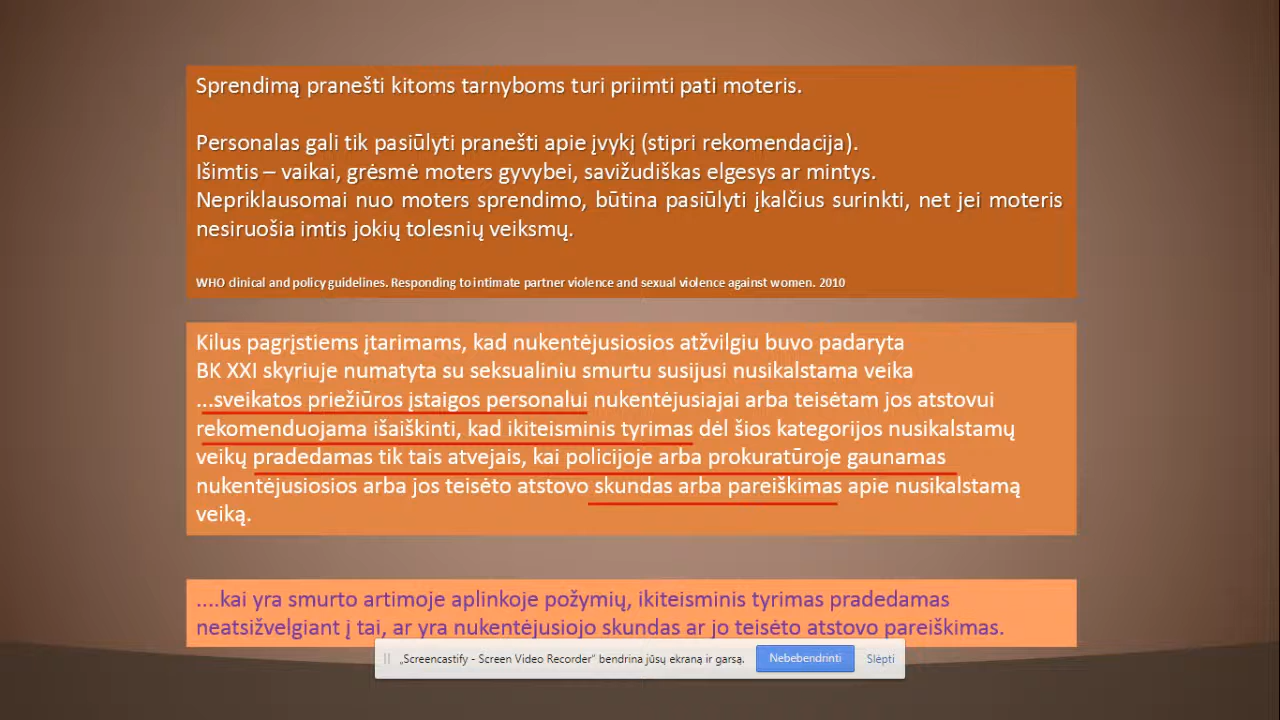 Sprendimą pranešti kitoms tarnyboms turi priimti pati moteris.
Personalas gali tik pasiūlyti pranešti apie įvykį (stipri rekomendacija).
Išimtis – vaikai, grėsmė moters gyvybei, savižudiškas elgesys ar mintys.
Nepriklausomai nuo moters sprendimo, būtina pasiūlyti įkalčius surinkti, net jei moteris
nesiruošia imtis jokių tolesnių veiksmų.
WHO clinical and policy guidelines. Responding to intimate partner violence and sexual violence against women. 2010
Kilus pagrįstiems įtarimams, kad nukentėjusiosios atžvilgiu buvo padaryta
BK XXI skyriuje numatyta su seksualiniu smurtu susijusi nusikalstama veika
...sveikatos priežiūros įstaigos personalui nukentėjusiajai arba teisėtam jos atstovui
rekomenduojama išaiškinti, kad ikiteisminis tyrimas dėl šios kategorijos nusikalstamų
veikų pradedamas tik tais atvejais, kai policijoje arba prokuratūroje gaunamas
nukentėjusiosios arba jos teisėto atstovo skundas arba pareiškimas apie nusikalstamą
veiką.
....kai yra smurto artimoje aplinkoje požymių, ikiteisminis tyrimas pradedamas
neatsižvelgiant į tai, ar yra nukentėjusiojo skundas ar jo teisėto atstovo pareiškimas.
„Screencastify - Screen Video Recorder“ bendrina jūsų ekraną ir garsą. Nebebendrinti Slėpti